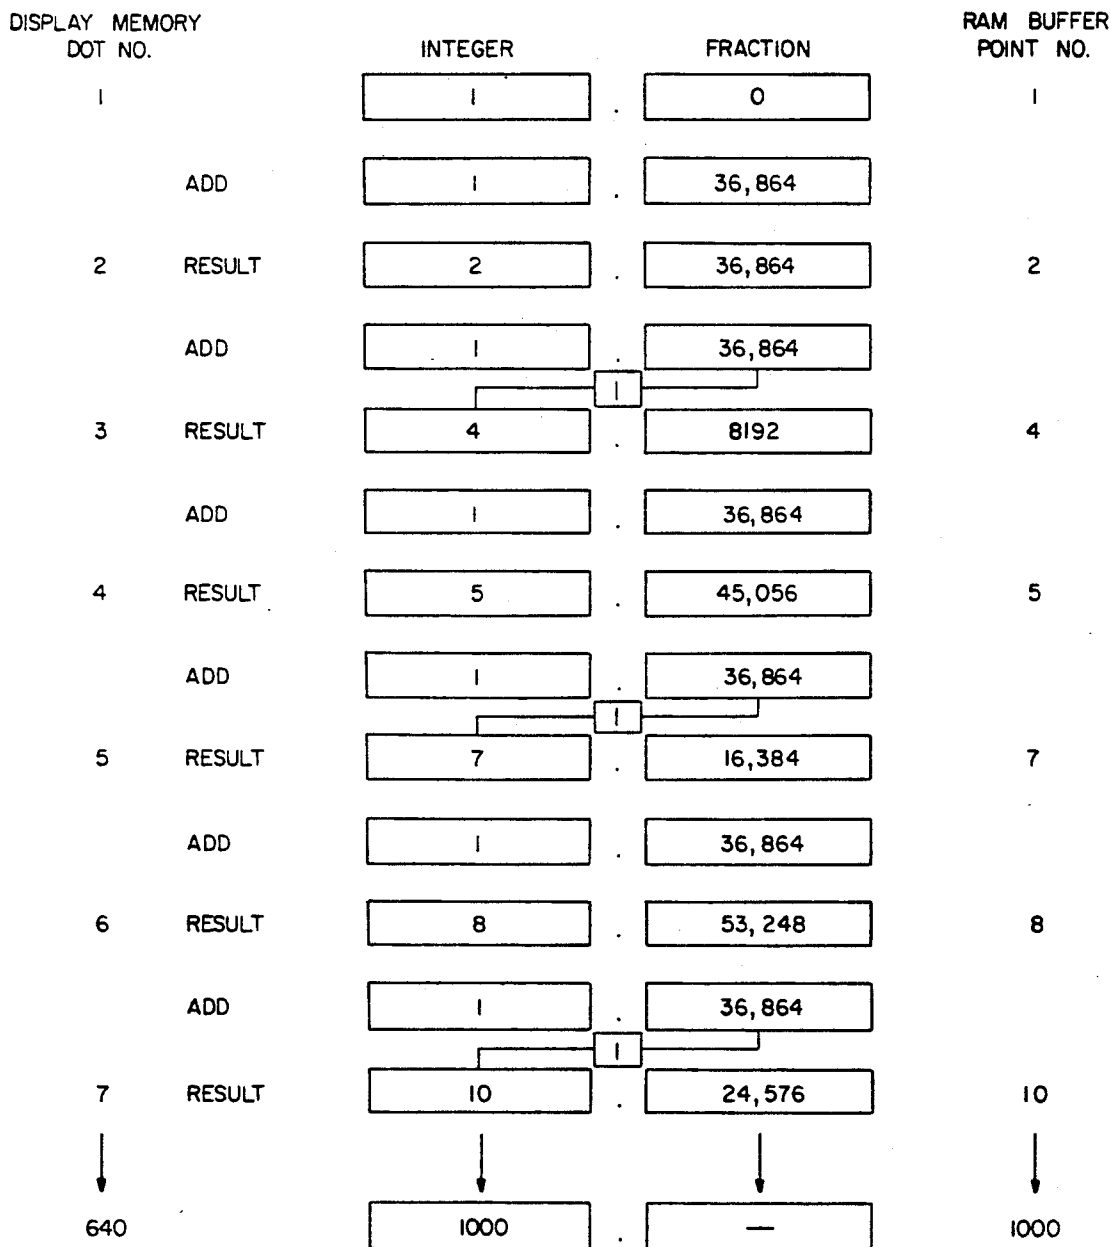 DISPLAY MEMORY DOT NO. INTEGER FRACTION RAM BUFFER POINT NO.
1 1 . 0 1
ADD 1 . 36,864
2 RESULT 2 . 36,864 2
ADD 1 . 36,864
1
3 RESULT 4 . 8192 4
ADD 1 . 36,864
4 RESULT 5 . 45,056 5
ADD 1 . 36,864
1
5 RESULT 7 . 16,384 7
ADD 1 . 36,864
6 RESULT 8 . 53,248 8
ADD 1 . 36,864
1
7 RESULT 10 . 24,576 10
640 1000 . — 1000